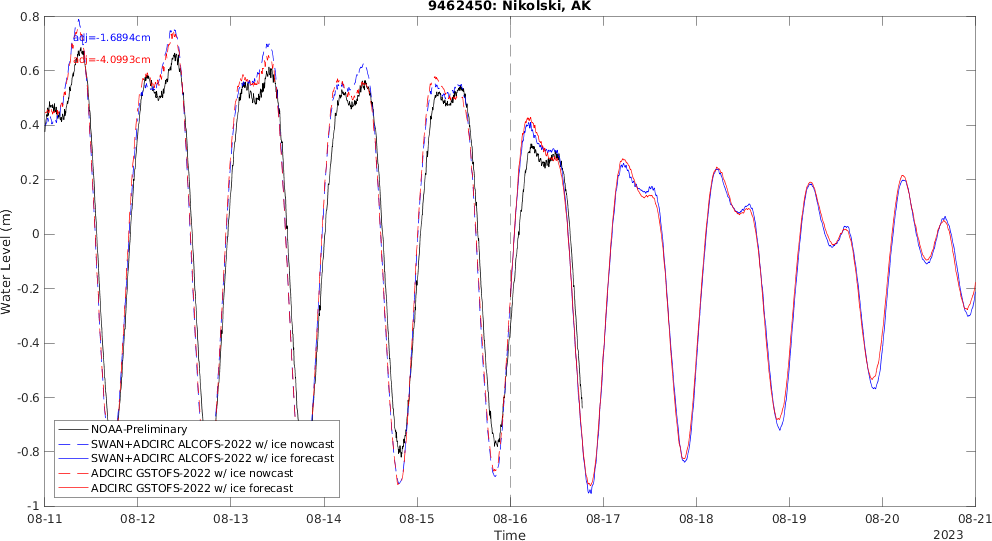 9462450: Nikolski, AK
0.8
adj=-1.6894cm
adj=-4.0993cm
0.6
0.4
0.2
0
-0.2
-0.4
-0.6
-0.8
-1
Water Level (m)
NOAA-Preliminary
SWAN+ADCIRC ALCOFS-2022 w/ ice nowcast
SWAN+ADCIRC ALCOFS-2022 w/ ice forecast
ADCIRC GSTOFS-2022 w/ ice nowcast
ADCIRC GSTOFS-2022 w/ ice forecast
08-11 08-12 08-13 08-14 08-15 08-16 08-17 08-18 08-19 08-20 08-21
Time
2023